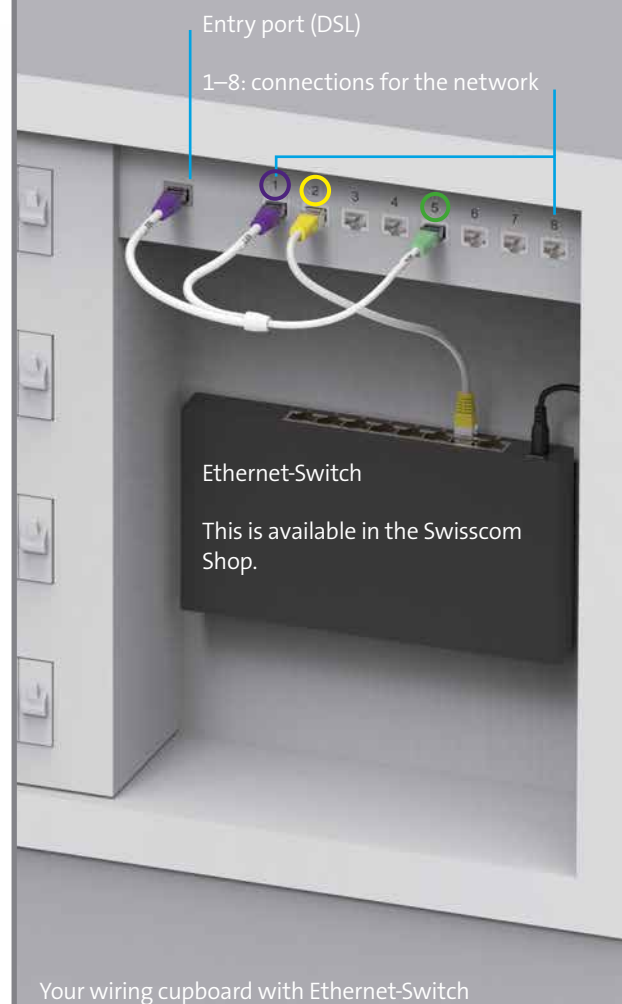 Entry port (DSL)
1–8: connections for the network
1 2 3 4 5 6 7 8
Ethernet-Switch
This is available in the Swisscom
Shop.
Your wiring cupboard with Ethernet-Switch